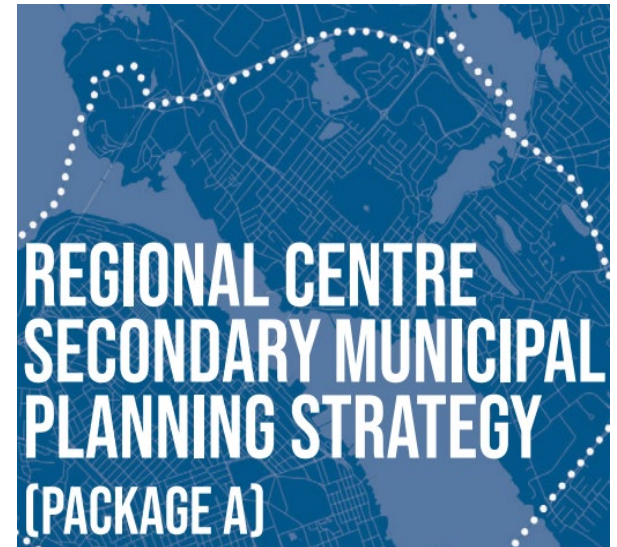 REGIONAL CENTRE
SECONDARY MUNICIPAL
PLANNING STRATEGY
(PACKAGE A)